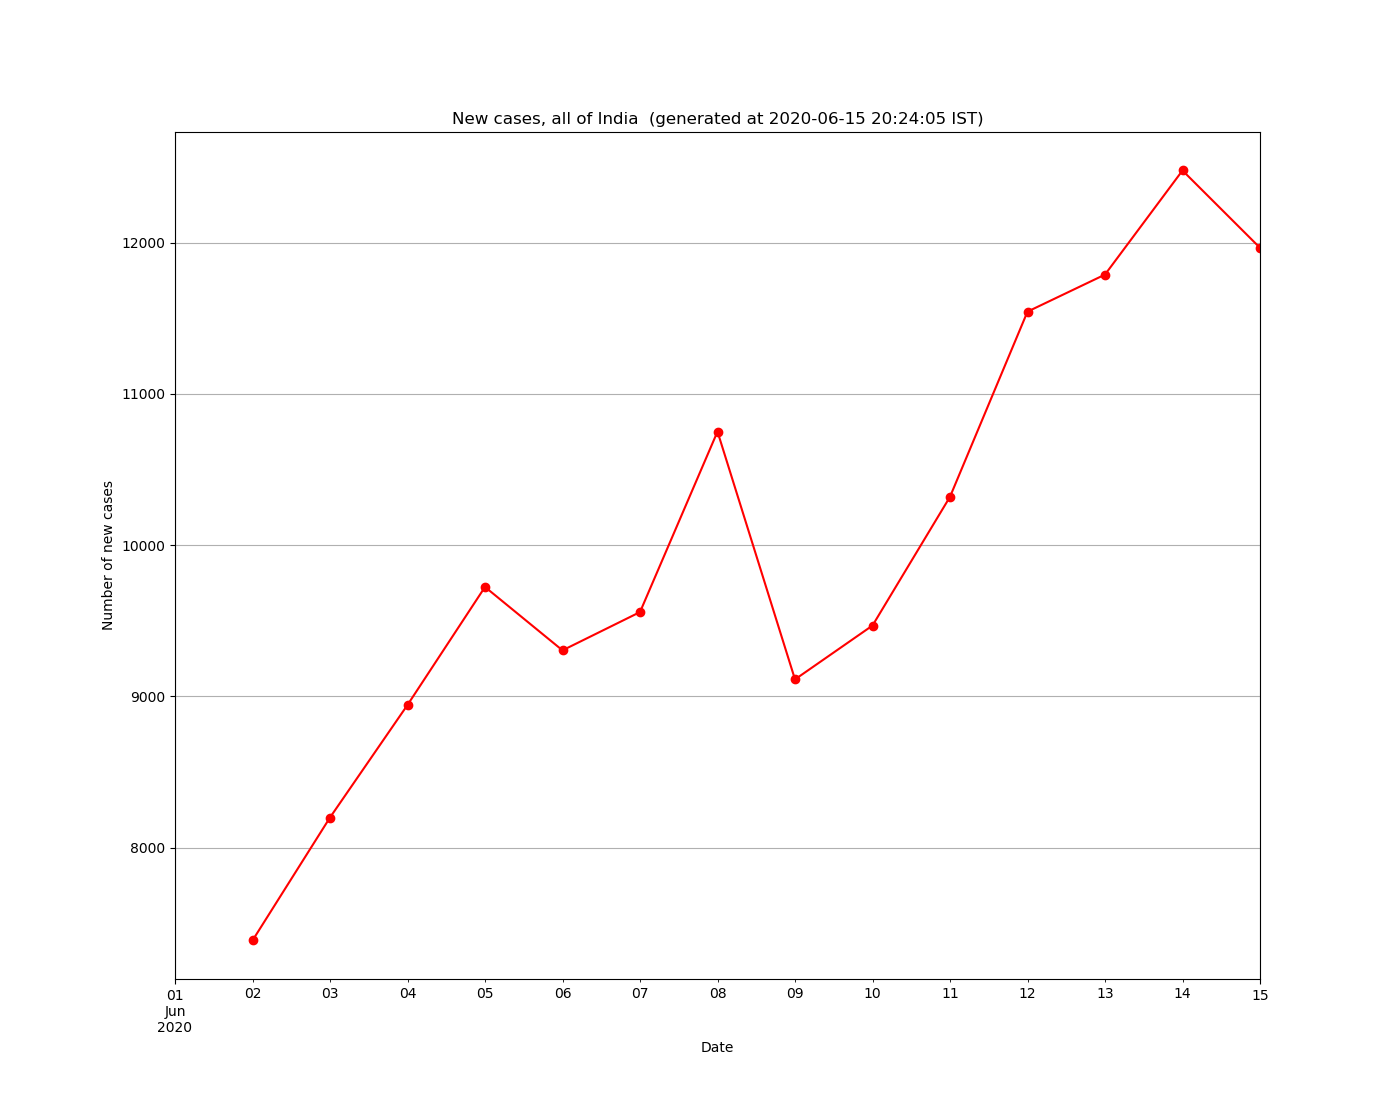 New cases, all of India  (generated at 2020-06-15 20:24:05 IST)
12000
11000
10000
9000
8000
Number of new cases
01 02 03 04 05 06 07 08 09 10 11 12 13 14 15
Jun
2020
Date